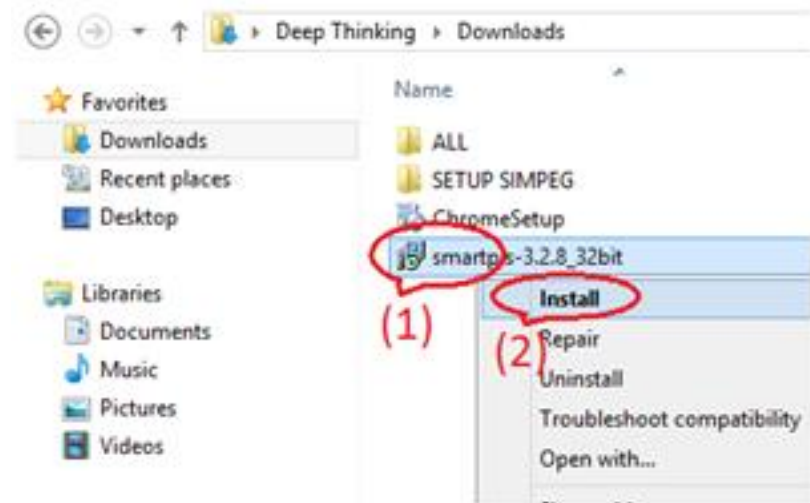 Deep Thinking Downloads
Favorites
Downloads
Recent places
Desktop
Libraries
Documents
Music
Pictures
Videos
Name
ALL
SETUP SIMPEG
ChromeSetup
-3.2.8_32bit
(1)
Install
(2)
Repair
Uninstall
Troubleshoot compatibility
Open with...